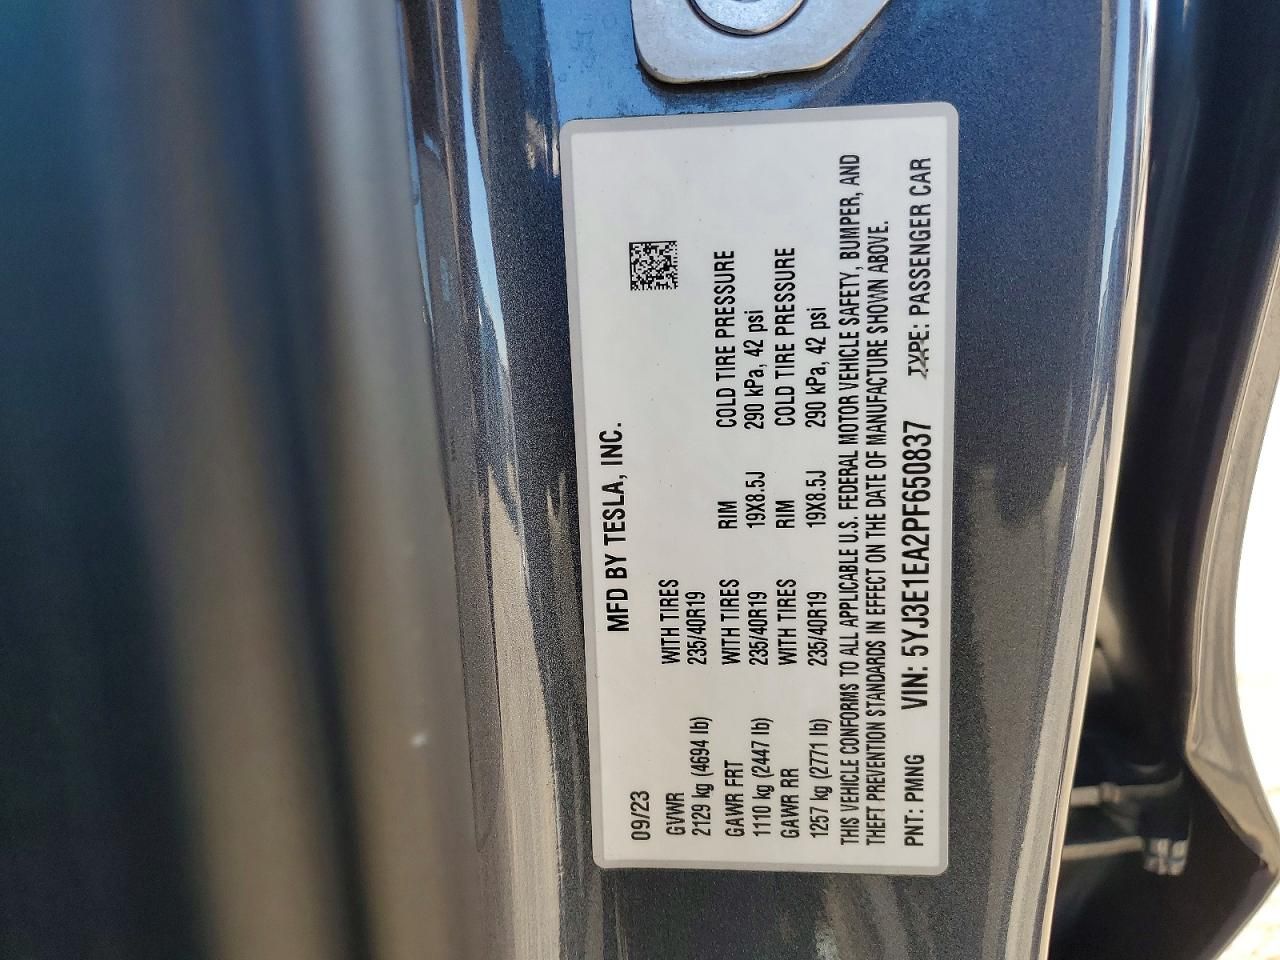 MFD BY TESLA, INC.
09/23
GVWR WITH TIRES
2129 kg (4694 lb) 235/40R19
GAWR FRT WITH TIRES RIM COLD TIRE PRESSURE
1110 kg (2447 lb) 235/40R19 19X8.5J 290 kPa, 42 psi
GAWR RR WITH TIRES RIM COLD TIRE PRESSURE
1257 kg (2771 lb) 235/40R19 19X8.5J 290 kPa, 42 psi
THIS VEHICLE CONFORMS TO ALL APPLICABLE U.S. FEDERAL MOTOR VEHICLE SAFETY, BUMPER, AND
THEFT PREVENTION STANDARDS IN EFFECT ON THE DATE OF MANUFACTURE SHOWN ABOVE.
PNT: PMNG VIN: 5YJ3E1EA2PF650837 TYPE: PASSENGER CAR